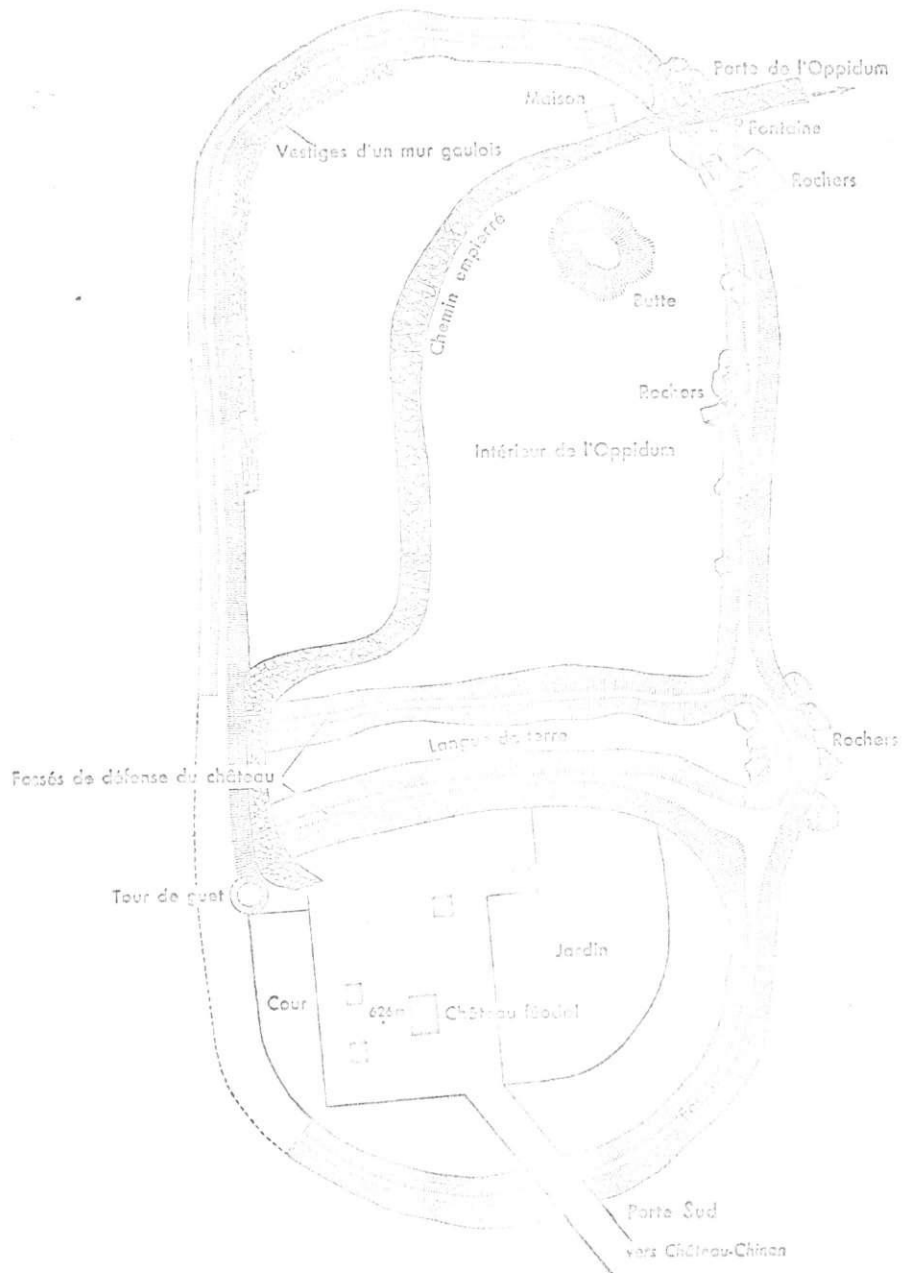 Porte de l'Oppidum
Maison
Fossé
Fontaine
Vestiges d'un mur gaulois
Rochers
Chemin empierré
Butte
Rochers
Intérieur de l'Oppidum
Langue de terre
Rochers
Fossés de défense du château
Tour de guet
Jardin
Cour
626m
Château féodal
Porte Sud
vers Château-Chinon